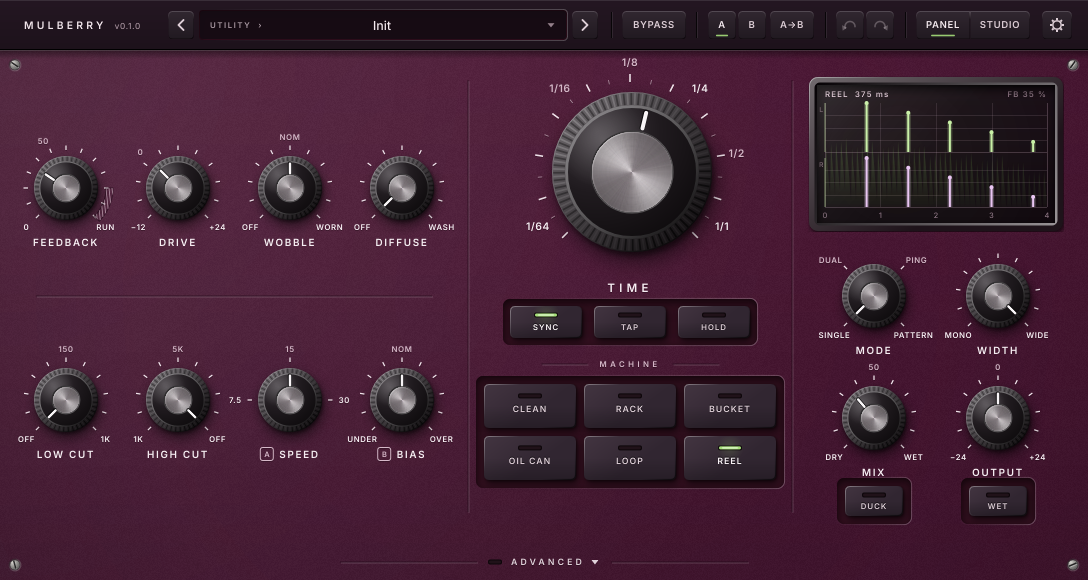 MULBERRY v0.1.0
UTILITY › Init
BYPASS
A B A→B
PANEL STUDIO
REEL 375 ms FB 35 %
L
R
0 1 2 3 4
50
0 RUN
FEEDBACK
0
−12 +24
DRIVE
NOM
OFF WORN
WOBBLE
OFF WASH
DIFFUSE
150
OFF 1K
LOW CUT
5K
1K OFF
HIGH CUT
15
7.5 30
A SPEED
NOM
UNDER OVER
B BIAS
1/8
1/16 1/4
1/2
1/64 1/1
TIME
SYNC TAP HOLD
MACHINE
CLEAN RACK BUCKET
OIL CAN LOOP REEL
DUAL PING
SINGLE PATTERN
MODE
MONO WIDE
WIDTH
50
DRY WET
MIX
0
−24 +24
OUTPUT
DUCK WET
ADVANCED